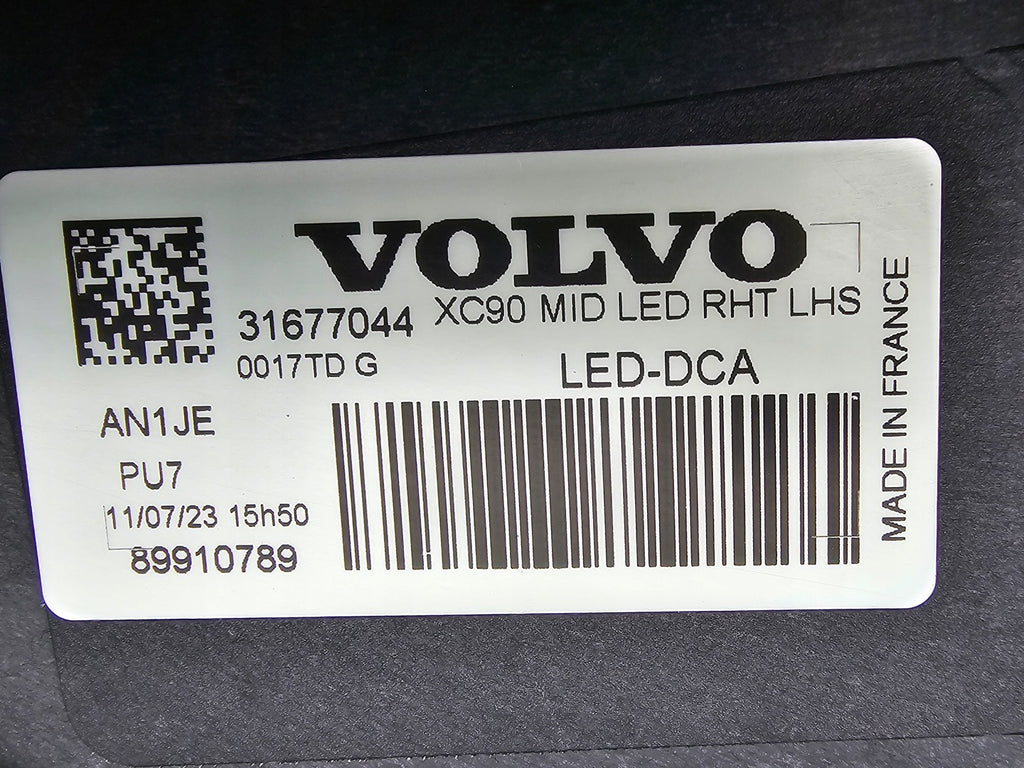 VOLVO
31677044
XC90 MID LED RHT LHS
0017TD G
LED-DCA
AN1JE
PU7
11/07/23 15h50
89910789
MADE IN FRANCE